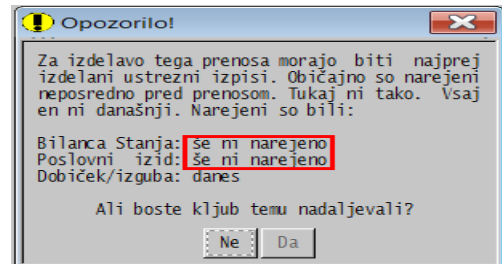 Opozorilo!
Za izdelavo tega prenosa morajo biti najprej
izdelani ustrezni izpisi. Običajno so narejeni
neposredno pred prenosom. Tukaj ni tako. Vsaj
en ni današnji. Narejeni so bili:
Bilanca Stanja: še ni narejeno
Poslovni izid: še ni narejeno
Dobiček/izguba: danes
Ali boste kljub temu nadaljevali?
Ne Da